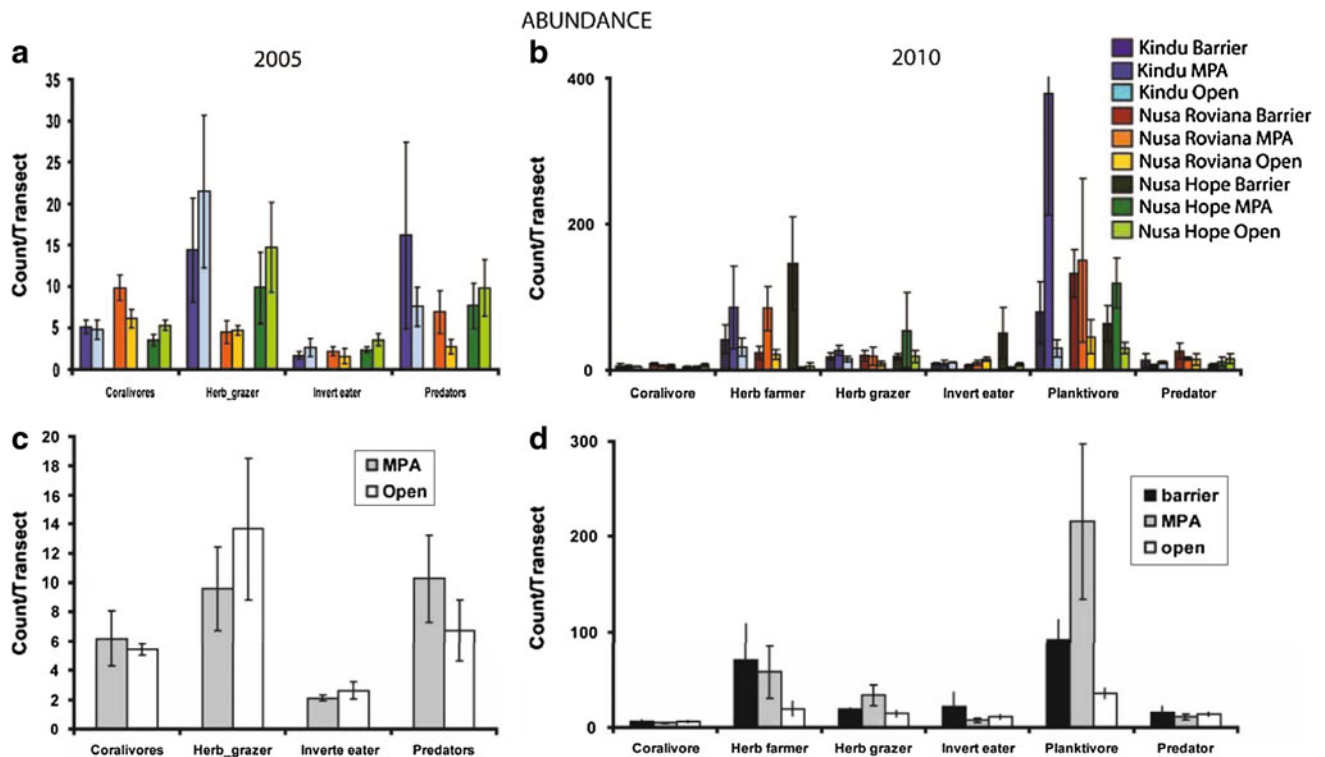 ABUNDANCE
a
2005
35
30
25
20
15
10
5
0
Count/Transect
Coralivores Herb_grazer Invert eater Predators
b
2010
400
200
0
Count/Transect
Coralivore Herb farmer Herb grazer Invert eater Planktivore Predator
Kindu Barrier
Kindu MPA
Kindu Open
Nusa Roviana Barrier
Nusa Roviana MPA
Nusa Roviana Open
Nusa Hope Barrier
Nusa Hope MPA
Nusa Hope Open
c
20
18
16
14
12
10
8
6
4
2
0
Count/Transect
MPA
Open
Coralivores Herb_grazer Inverte eater Predators
d
300
200
100
0
Count/Transect
barrier
MPA
open
Coralivore Herb farmer Herb grazer Invert eater Planktivore Predator